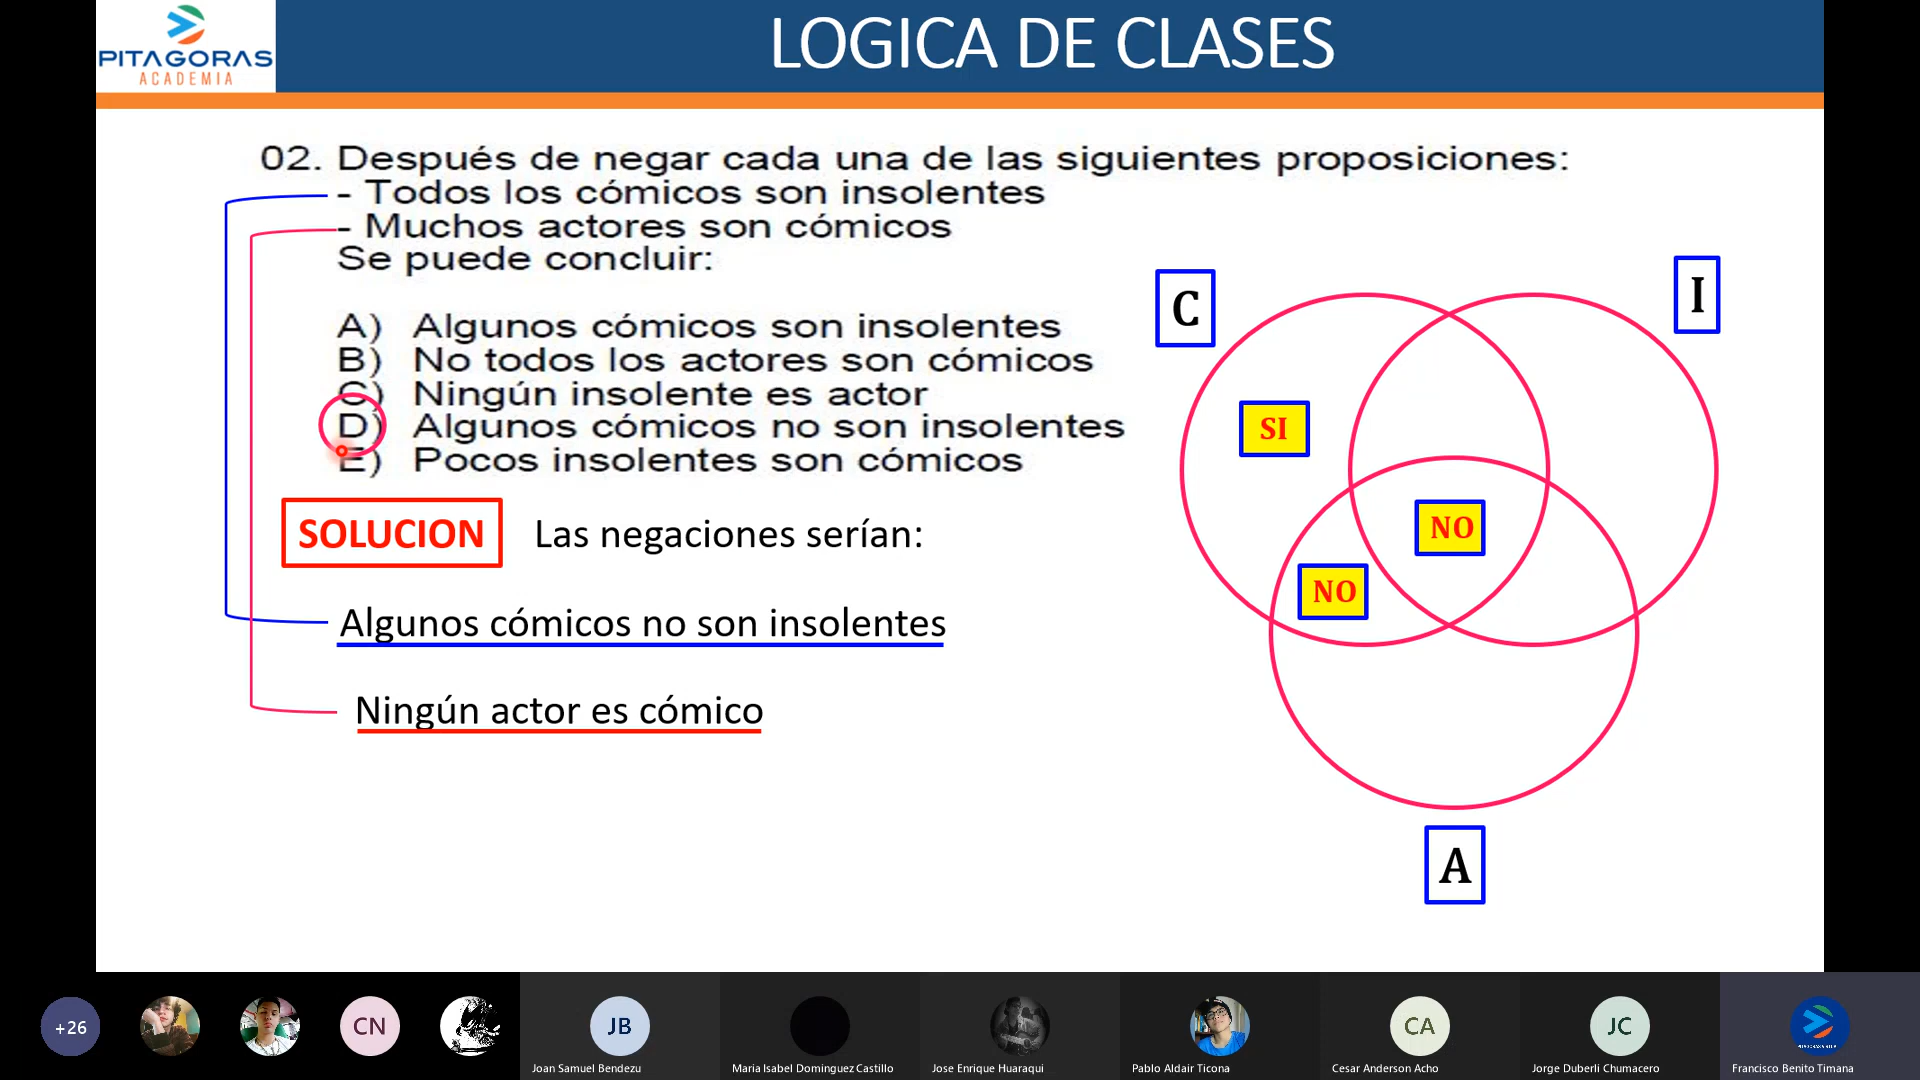 PITAGORAS
ACADEMIA
LOGICA DE CLASES
02. Después de negar cada una de las siguientes proposiciones:
- Todos los cómicos son insolentes
- Muchos actores son cómicos
Se puede concluir:
A) Algunos cómicos son insolentes
B) No todos los actores son cómicos
C) Ningún insolente es actor
D) Algunos cómicos no son insolentes
E) Pocos insolentes son cómicos
SOLUCION Las negaciones serían:
Algunos cómicos no son insolentes
Ningún actor es cómico
C
I
SI
NO
NO
A
+26
CN
JB
CA
JC
Joan Samuel Bendezu
Maria Isabel Dominguez Castillo
Jose Enrique Huaraqui
Pablo Aldair Ticona
Cesar Anderson Acho
Jorge Duberli Chumacero
Francisco Benito Timana